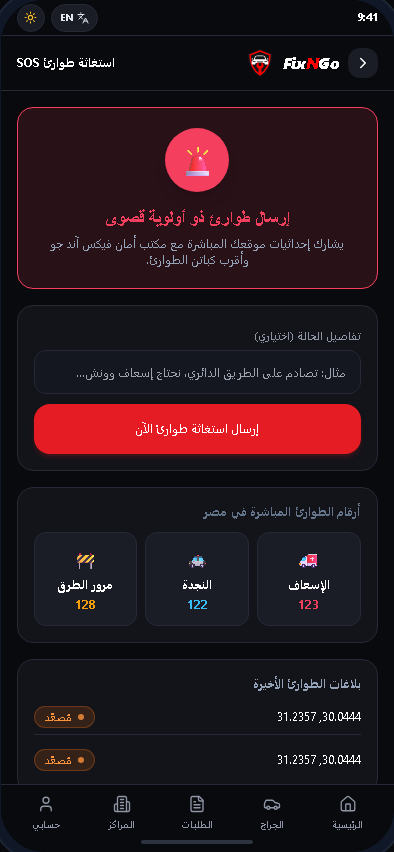 9:41
EN
FixNGo
استغاثة طوارئ SOS
إرسال طوارئ ذو أولوية قصوى
يشارك إحداثيات موقعك المباشرة مع مكتب أمان فيكس آند جو
وأقرب كباتن الطوارئ.
تفاصيل الحالة (اختياري)
مثال: تصادم على الطريق الدائري، نحتاج إسعاف وونش...
إرسال استغاثة طوارئ الآن
أرقام الطوارئ المباشرة في مصر
الإسعاف
123
النجدة
122
مرور الطرق
128
بلاغات الطوارئ الأخيرة
31.2357 ,30.0444
مُصعّد
31.2357 ,30.0444
مُصعّد
الرئيسية
الجراج
الطلبات
المراكز
حسابي